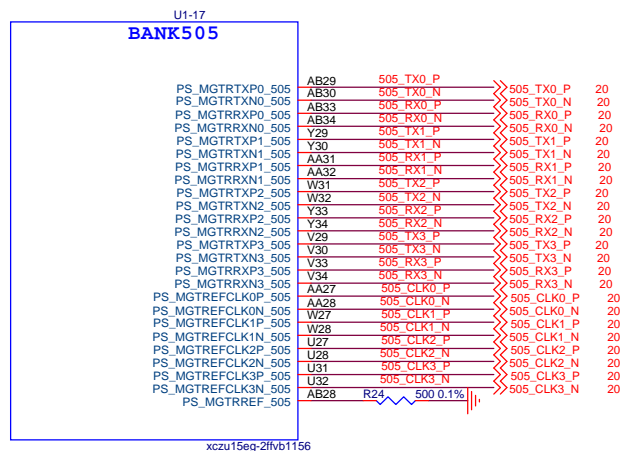 U1-17
BANK505
PS_MGTRTXP0_505 AB29 505_TX0_P 505_TX0_P 20
PS_MGTRTXN0_505 AB30 505_TX0_N 505_TX0_N 20
PS_MGTRRXP0_505 AB33 505_RX0_P 505_RX0_P 20
PS_MGTRRXN0_505 AB34 505_RX0_N 505_RX0_N 20
PS_MGTRTXP1_505 Y29 505_TX1_P 505_TX1_P 20
PS_MGTRTXN1_505 Y30 505_TX1_N 505_TX1_N 20
PS_MGTRRXP1_505 AA31 505_RX1_P 505_RX1_P 20
PS_MGTRRXN1_505 AA32 505_RX1_N 505_RX1_N 20
PS_MGTRTXP2_505 W31 505_TX2_P 505_TX2_P 20
PS_MGTRTXN2_505 W32 505_TX2_N 505_TX2_N 20
PS_MGTRRXP2_505 Y33 505_RX2_P 505_RX2_P 20
PS_MGTRRXN2_505 Y34 505_RX2_N 505_RX2_N 20
PS_MGTRTXP3_505 V29 505_TX3_P 505_TX3_P 20
PS_MGTRTXN3_505 V30 505_TX3_N 505_TX3_N 20
PS_MGTRRXP3_505 V33 505_RX3_P 505_RX3_P 20
PS_MGTRRXN3_505 V34 505_RX3_N 505_RX3_N 20
PS_MGTREFCLK0P_505 AA27 505_CLK0_P 505_CLK0_P 20
PS_MGTREFCLK0N_505 AA28 505_CLK0_N 505_CLK0_N 20
PS_MGTREFCLK1P_505 W27 505_CLK1_P 505_CLK1_P 20
PS_MGTREFCLK1N_505 W28 505_CLK1_N 505_CLK1_N 20
PS_MGTREFCLK2P_505 U27 505_CLK2_P 505_CLK2_P 20
PS_MGTREFCLK2N_505 U28 505_CLK2_N 505_CLK2_N 20
PS_MGTREFCLK3P_505 U31 505_CLK3_P 505_CLK3_P 20
PS_MGTREFCLK3N_505 U32 505_CLK3_N 505_CLK3_N 20
PS_MGTRREF_505 AB28 R24 500 0.1%
xczu15eg-2ffvb1156